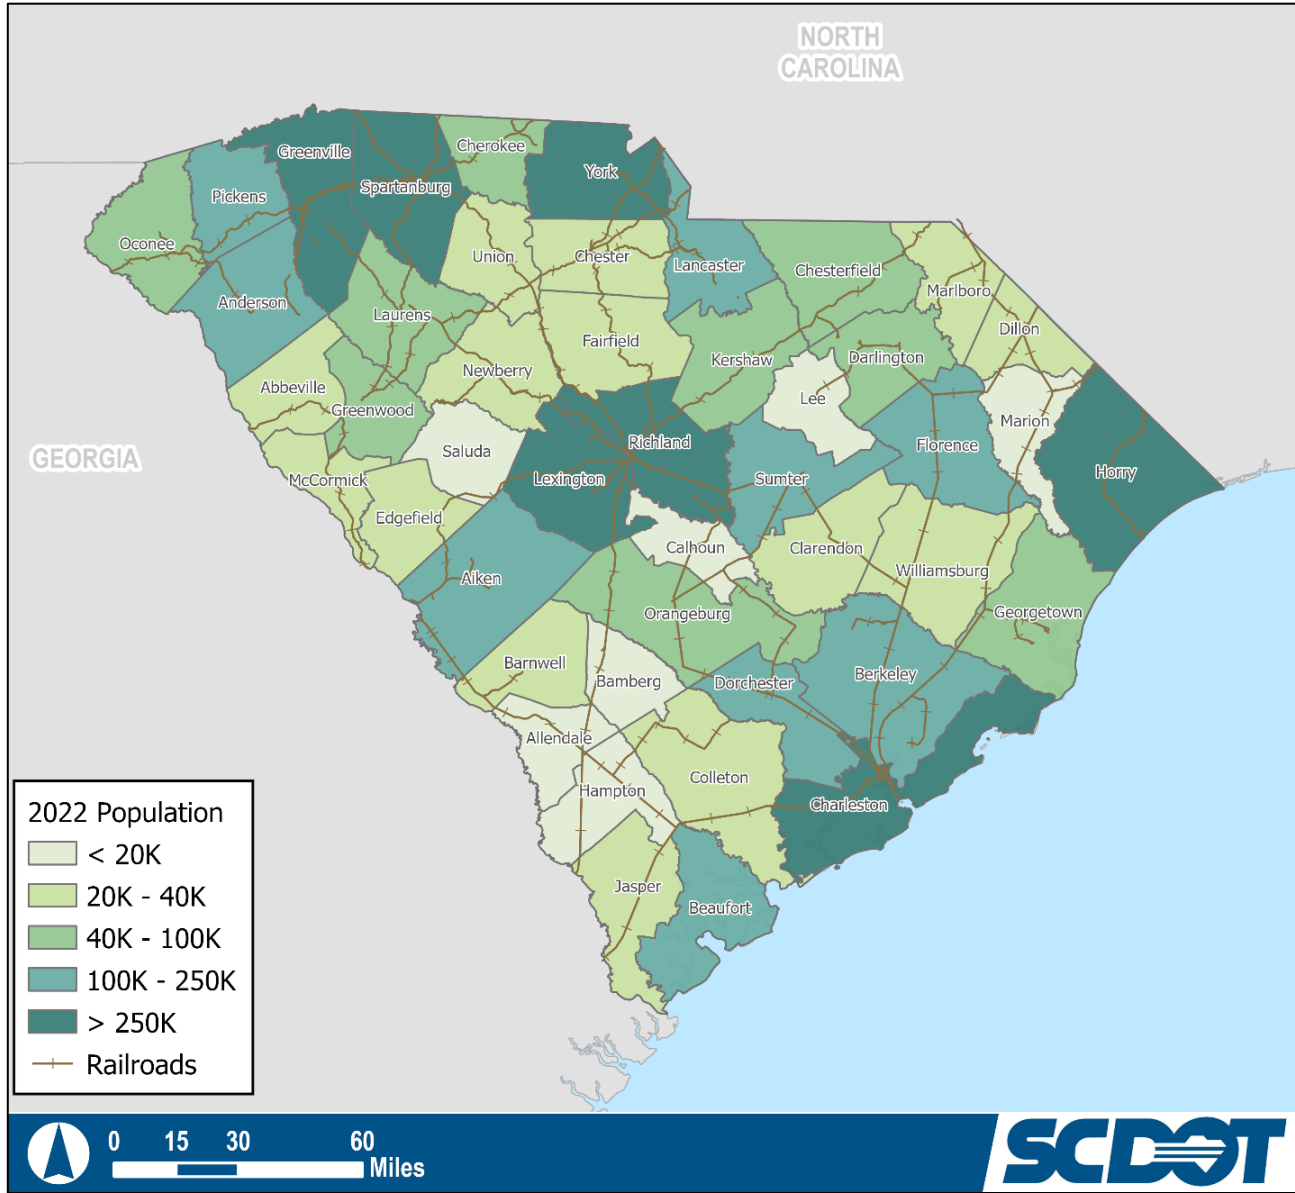 NORTH
CAROLINA
Greenville
Cherokee
York
Spartanburg
Pickens
Oconee
Union
Chester
Lancaster
Chesterfield
Marlboro
Anderson
Laurens
Dillon
Fairfield
Kershaw
Darlington
Newberry
Abbeville
Lee
Greenwood
Marion
Saluda
Richland
Florence
GEORGIA
McCormick
Lexington
Sumter
Horry
Edgefield
Calhoun
Clarendon
Aiken
Williamsburg
Orangeburg
Georgetown
Barnwell
Bamberg
Dorchester
Berkeley
Allendale
Colleton
Hampton
Charleston
Jasper
Beaufort
2022 Population
< 20K
20K - 40K
40K - 100K
100K - 250K
> 250K
Railroads
0 15 30 60
Miles
SCDOT